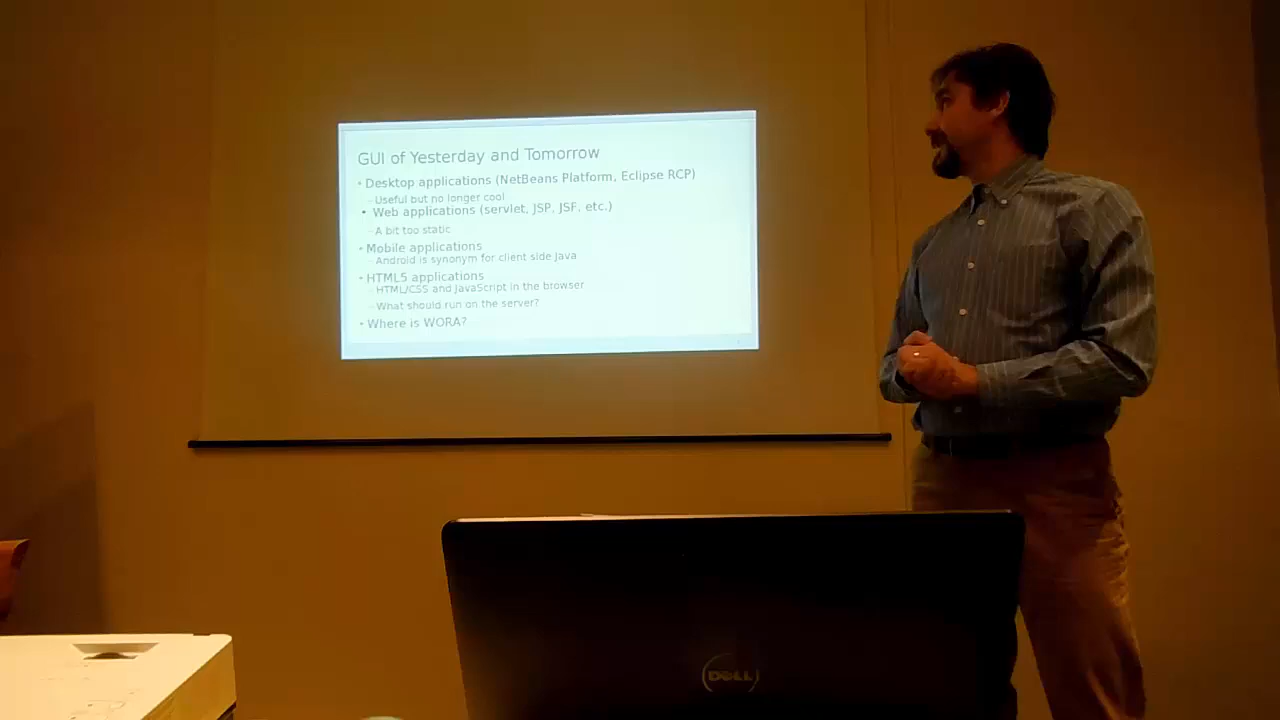 GUI of Yesterday and Tomorrow
• Desktop applications (NetBeans Platform, Eclipse RCP)
– Useful but no longer cool
• Web applications (servlet, JSP, JSF, etc.)
– A bit too static
• Mobile applications
– Android is synonym for client side Java
• HTML5 applications
– HTML/CSS and JavaScript in the browser
– What should run on the server?
• Where is WORA?
DELL